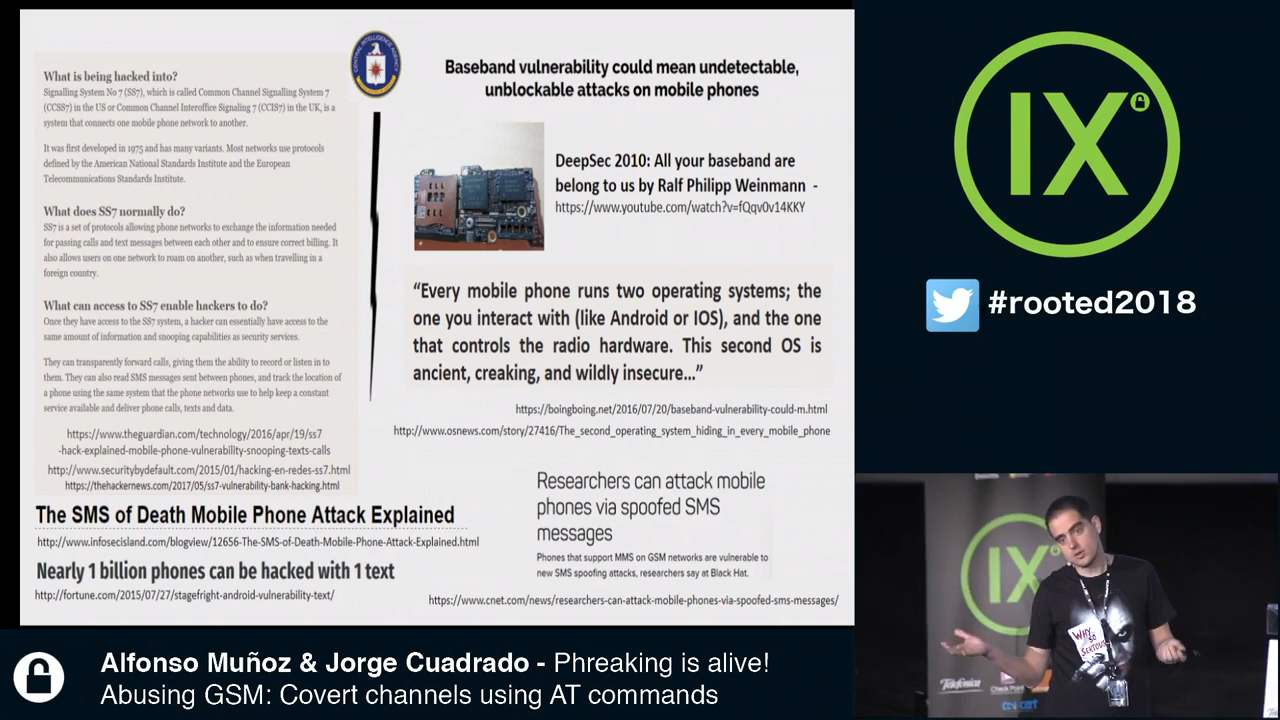 What is being hacked into?
Signalling System No 7 (SS7), which is called Common Channel Signalling System 7
(CCSS7) in the US or Common Channel Interoffice Signaling 7 (CCIS7) in the UK, is a
system that connects one mobile phone network to another.
It was first developed in 1975 and has many variants. Most networks use protocols
defined by the American National Standards Institute and the European
Telecommunications Standards Institute.
What does SS7 normally do?
SS7 is a set of protocols allowing phone networks to exchange the information needed
for passing calls and text messages between each other and to ensure correct billing. It
also allows users on one network to roam on another, such as when travelling in a
foreign country.
What can access to SS7 enable hackers to do?
Once they have access to the SS7 system, a hacker can essentially have access to the
same amount of information and snooping capabilities as security services.
They can transparently forward calls, giving them the ability to record or listen in to
them. They can also read SMS messages sent between phones, and track the location of
a phone using the same system that the phone networks use to help keep a constant
service available and deliver phone calls, texts and data.
https://www.theguardian.com/technology/2016/apr/19/ss7
-hack-explained-mobile-phone-vulnerability-snooping-texts-calls
http://www.securitybydefault.com/2015/01/hacking-en-redes-ss7.html
https://thehackernews.com/2017/05/ss7-vulnerability-bank-hacking.html
The SMS of Death Mobile Phone Attack Explained
http://www.infosecisland.com/blogview/12656-The-SMS-of-Death-Mobile-Phone-Attack-Explained.html
Nearly 1 billion phones can be hacked with 1 text
http://fortune.com/2015/07/27/stagefright-android-vulnerability-text/
Baseband vulnerability could mean undetectable,
unblockable attacks on mobile phones
DeepSec 2010: All your baseband are
belong to us by Ralf Philipp Weinmann -
https://www.youtube.com/watch?v=fQqv0v14KKY
“Every mobile phone runs two operating systems; the
one you interact with (like Android or IOS), and the one
that controls the radio hardware. This second OS is
ancient, creaking, and wildly insecure...”
https://boingboing.net/2016/07/20/baseband-vulnerability-could-m.html
http://www.osnews.com/story/27416/The_second_operating_system_hiding_in_every_mobile_phone
Researchers can attack mobile
phones via spoofed SMS
messages
Phones that support MMS on GSM networks are vulnerable to
new SMS spoofing attacks, researchers say at Black Hat.
https://www.cnet.com/news/researchers-can-attack-mobile-phones-via-spoofed-sms-messages/
IX
#rooted2018
IX
WHY
SO
SERIOUS
Telefónica
Check Point
Alfonso Muñoz & Jorge Cuadrado - Phreaking is alive!
Abusing GSM: Covert channels using AT commands